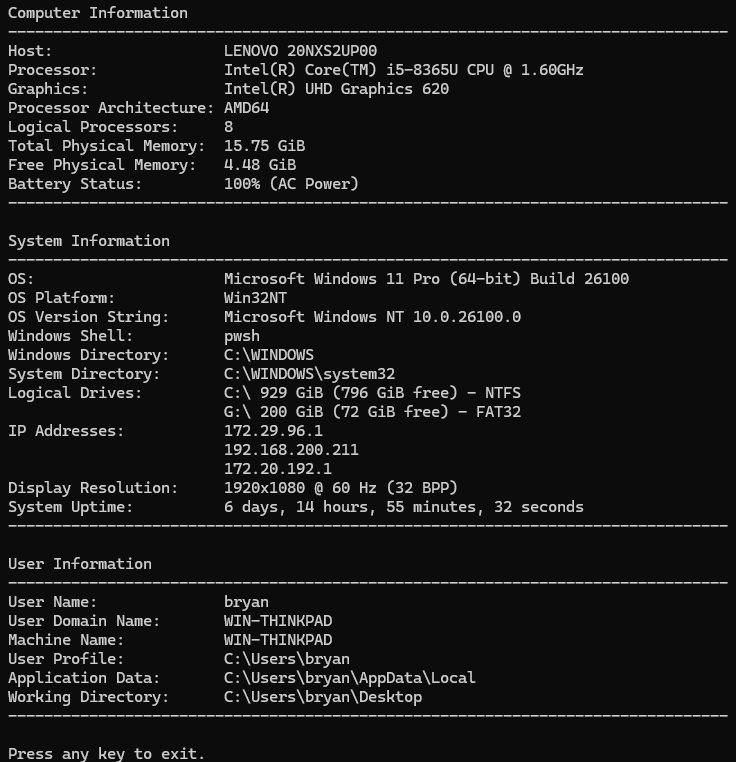 Computer Information
--------------------------------------------------------------------------------
Host:                   LENOVO 20NXS2UP00
Processor:              Intel(R) Core(TM) i5-8365U CPU @ 1.60GHz
Graphics:               Intel(R) UHD Graphics 620
Processor Architecture: AMD64
Logical Processors:     8
Total Physical Memory:  15.75 GiB
Free Physical Memory:   4.48 GiB
Battery Status:         100% (AC Power)
--------------------------------------------------------------------------------

System Information
--------------------------------------------------------------------------------
OS:                     Microsoft Windows 11 Pro (64-bit) Build 26100
OS Platform:            Win32NT
OS Version String:      Microsoft Windows NT 10.0.26100.0
Windows Shell:          pwsh
Windows Directory:      C:\WINDOWS
System Directory:       C:\WINDOWS\system32
Logical Drives:         C:\ 929 GiB (796 GiB free) - NTFS
                        G:\ 200 GiB (72 GiB free) - FAT32
IP Addresses:           172.29.96.1
                        192.168.200.211
                        172.20.192.1
Display Resolution:     1920x1080 @ 60 Hz (32 BPP)
System Uptime:          6 days, 14 hours, 55 minutes, 32 seconds
--------------------------------------------------------------------------------

User Information
--------------------------------------------------------------------------------
User Name:              bryan
User Domain Name:       WIN-THINKPAD
Machine Name:           WIN-THINKPAD
User Profile:           C:\Users\bryan
Application Data:       C:\Users\bryan\AppData\Local
Working Directory:      C:\Users\bryan\Desktop
--------------------------------------------------------------------------------

Press any key to exit.